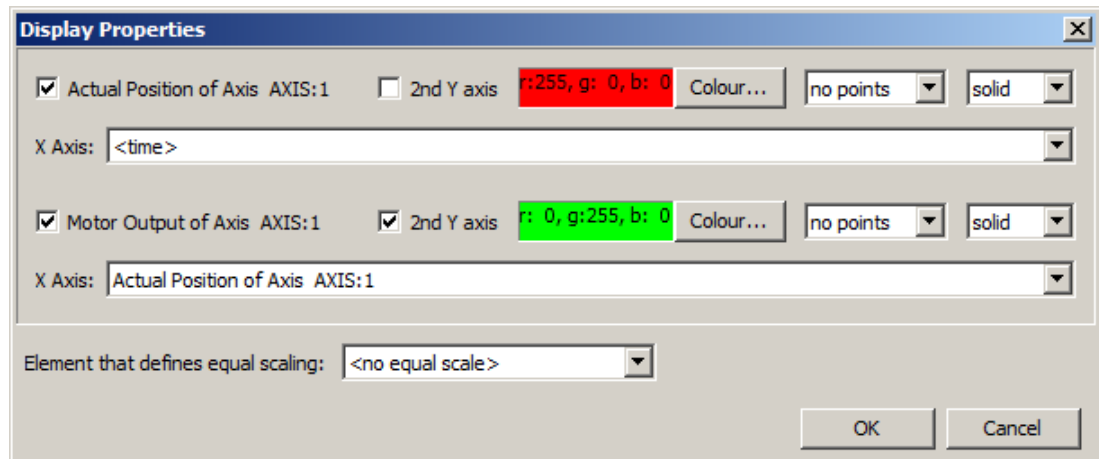 Display Properties
Actual Position of Axis AXIS:1 2nd Y axis r:255, g: 0, b: 0 Colour... no points solid
X Axis: <time>
Motor Output of Axis AXIS:1 2nd Y axis r: 0, g:255, b: 0 Colour... no points solid
X Axis: Actual Position of Axis AXIS:1
Element that defines equal scaling: <no equal scale>
OK Cancel